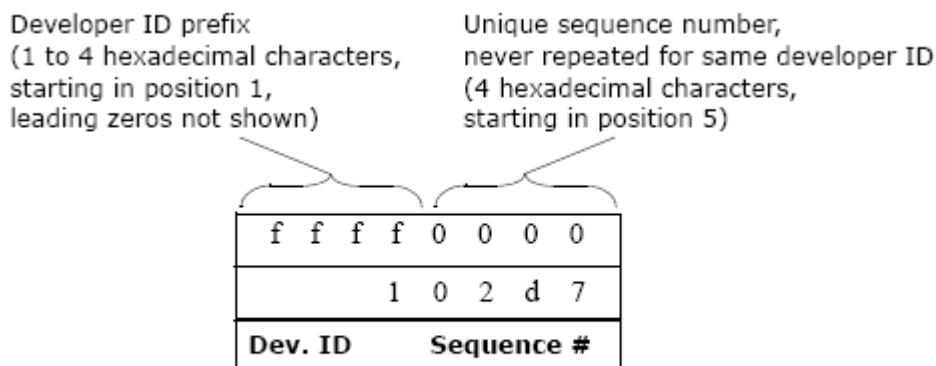 Developer ID prefix
(1 to 4 hexadecimal characters,
starting in position 1,
leading zeros not shown)
Unique sequence number,
never repeated for same developer ID
(4 hexadecimal characters,
starting in position 5)
f f f f 0 0 0 0
1 0 2 d 7
Dev. ID Sequence #